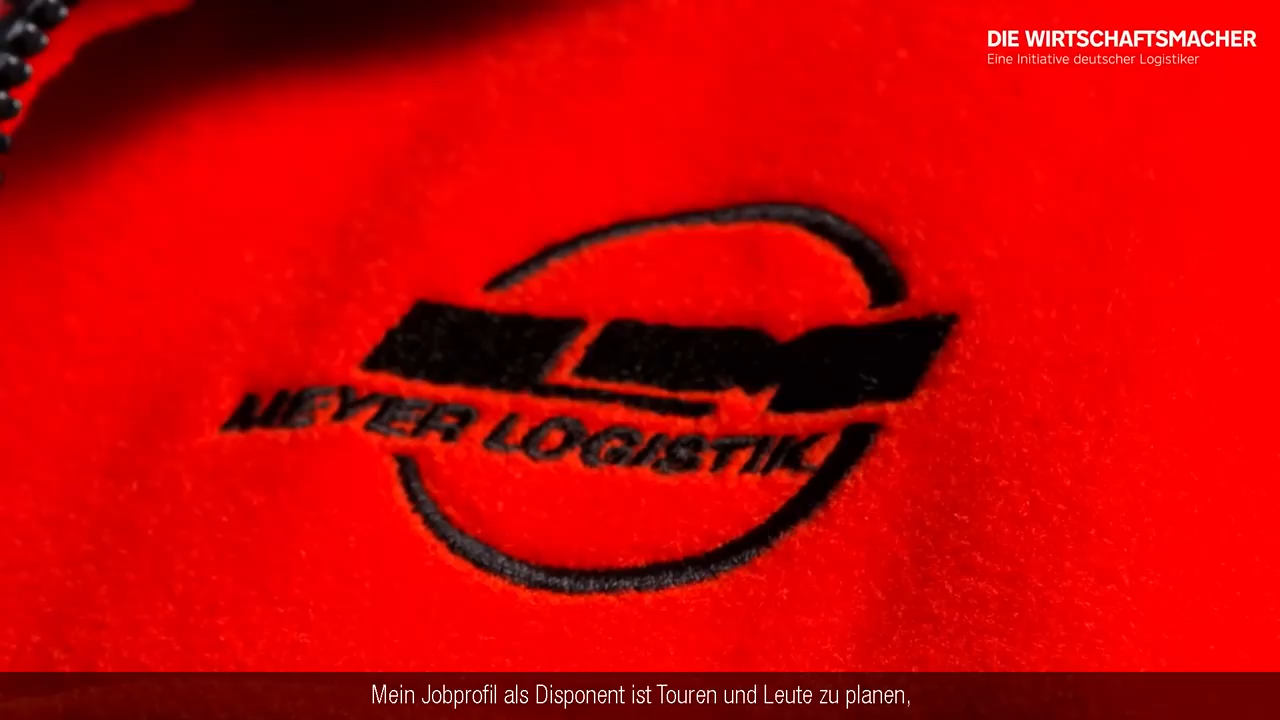 DIE WIRTSCHAFTSMACHER
Eine Initiative deutscher Logistiker
MEYER LOGISTIK
Mein Jobprofil als Disponent ist Touren und Leute zu planen,